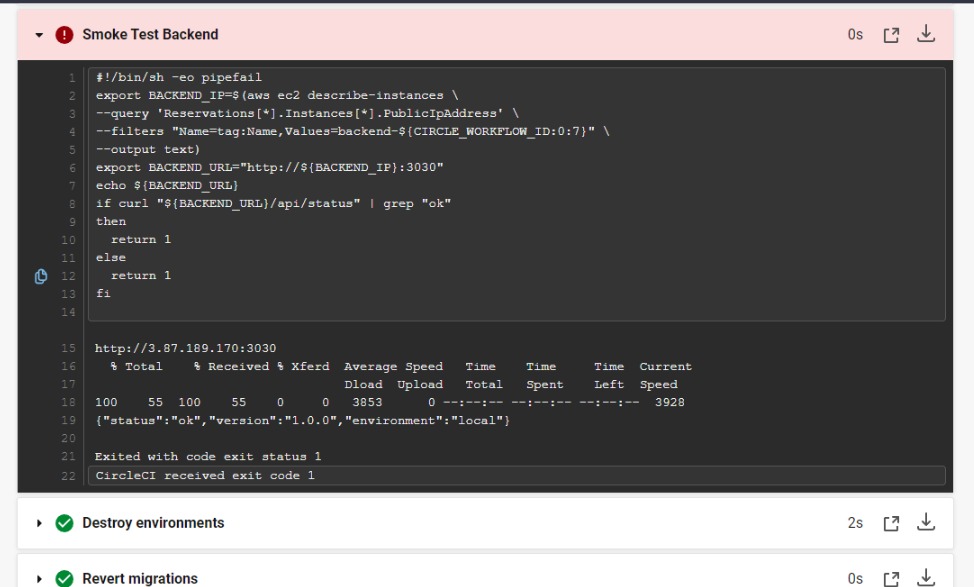 Smoke Test Backend 0s
1 #!/bin/sh -eo pipefail
2 export BACKEND_IP=$(aws ec2 describe-instances \
3 --query 'Reservations[*].Instances[*].PublicIpAddress' \
4 --filters "Name=tag:Name,Values=backend-${CIRCLE_WORKFLOW_ID:0:7}" \
5 --output text)
6 export BACKEND_URL="http://${BACKEND_IP}:3030"
7 echo ${BACKEND_URL}
8 if curl "${BACKEND_URL}/api/status" | grep "ok"
9 then
10   return 1
11 else
12   return 1
13 fi
14
15 http://3.87.189.170:3030
16   % Total    % Received % Xferd  Average Speed   Time    Time     Time  Current
17                                  Dload  Upload   Total   Spent    Left  Speed
18 100    55  100    55    0     0   3853      0 --:--:-- --:--:-- --:--:--  3928
19 {"status":"ok","version":"1.0.0","environment":"local"}
20
21 Exited with code exit status 1
22 CircleCI received exit code 1
Destroy environments 2s
Revert migrations 0s